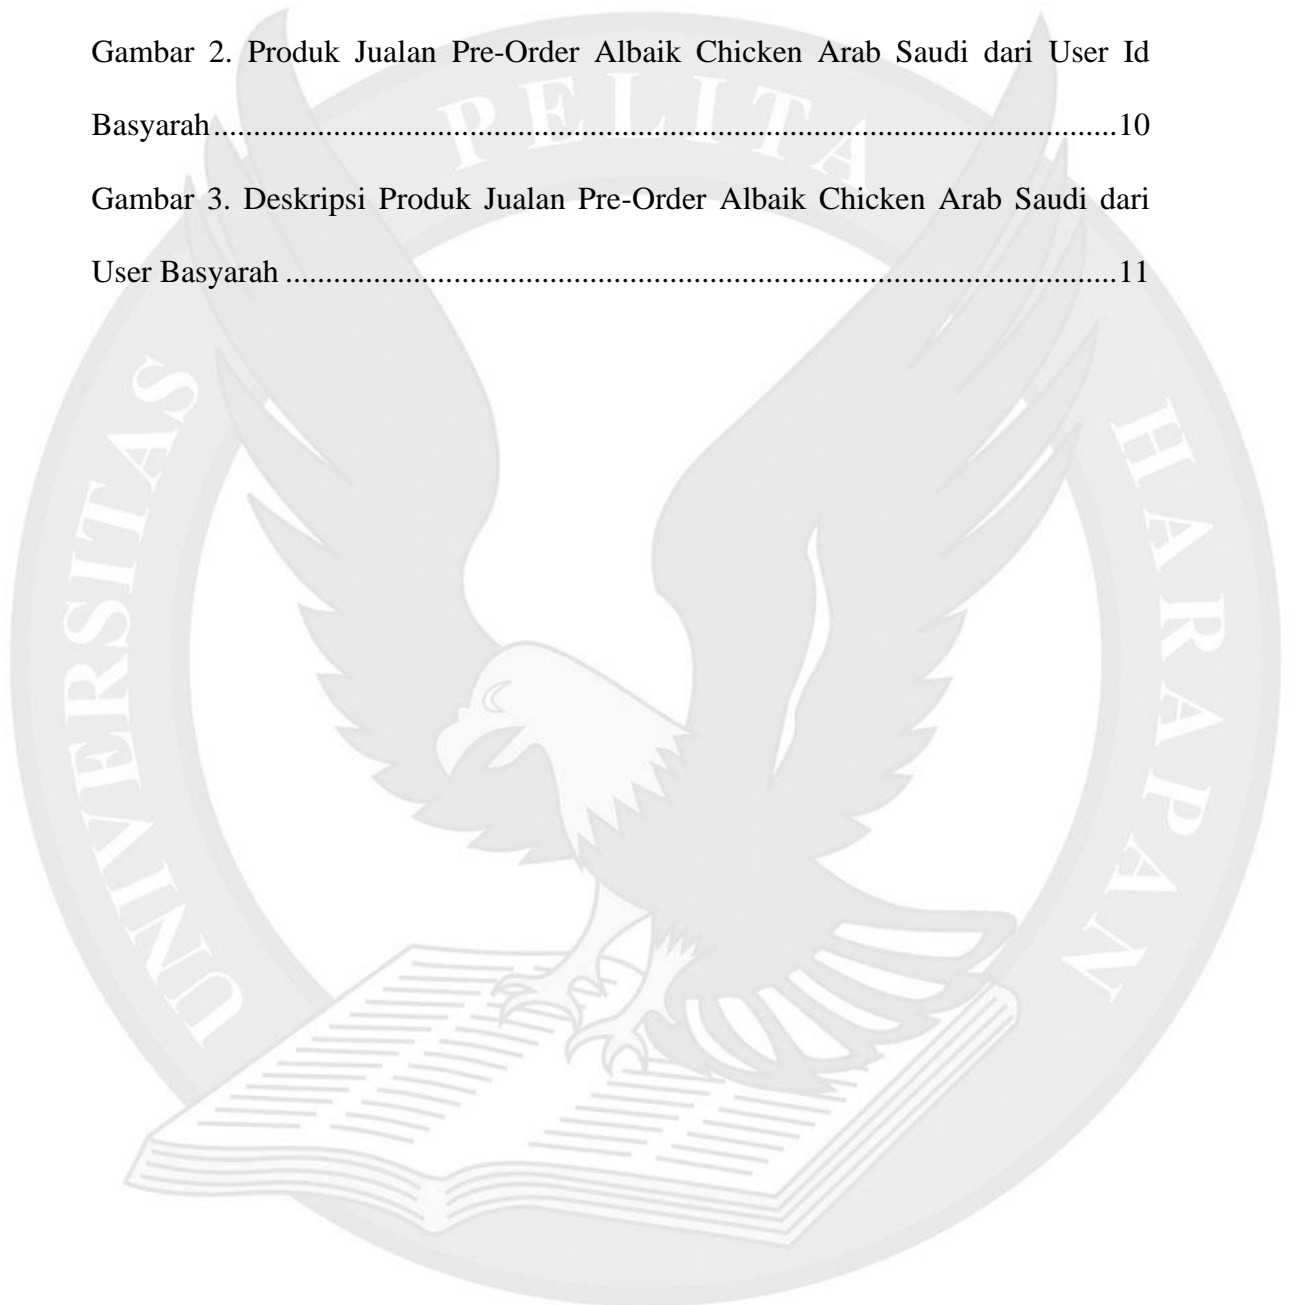 Gambar 2. Produk Jualan Pre-Order Albaik Chicken Arab Saudi dari User Id
Basyarah...................................................................................................................10
Gambar 3. Deskripsi Produk Jualan Pre-Order Albaik Chicken Arab Saudi dari
User Basyarah ..........................................................................................................11
UNIVERSITAS PELITA HARAPAN